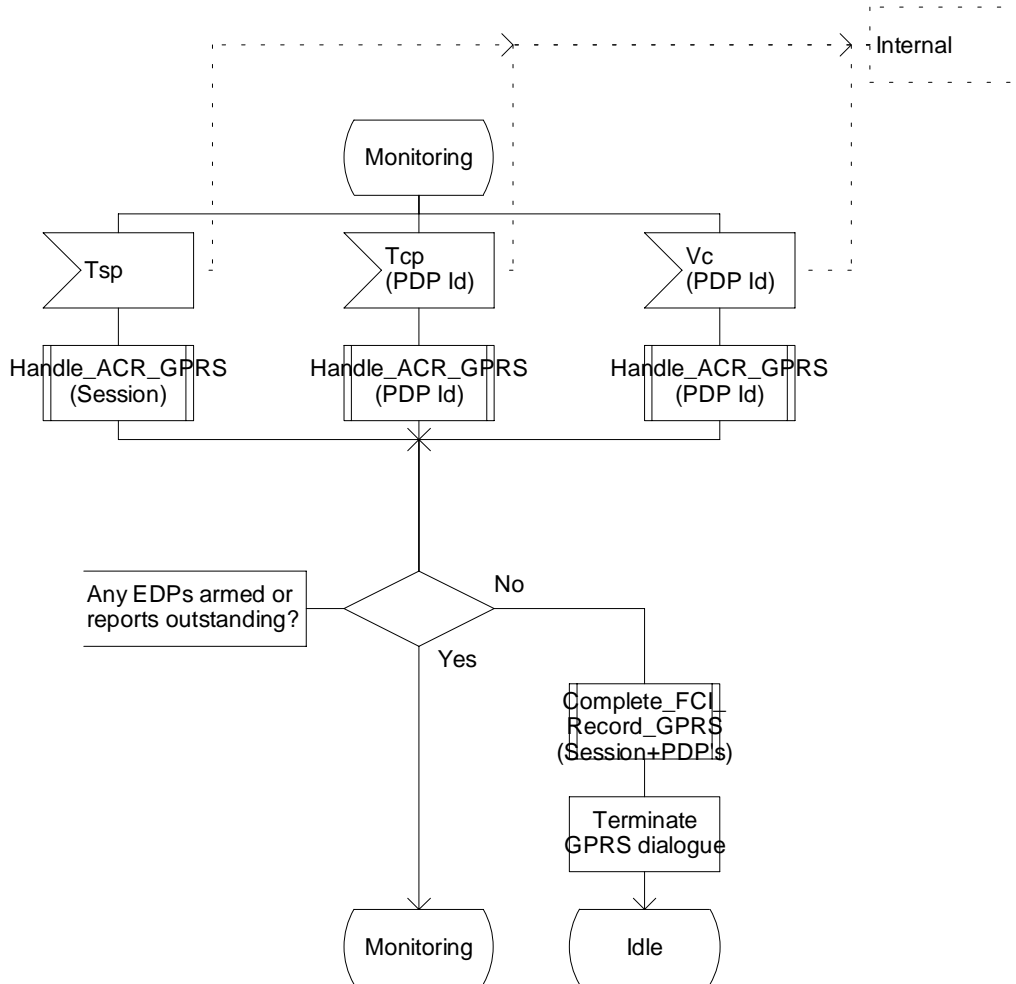 Internal
Monitoring
Tsp
Tcp
(PDP Id)
Vc
(PDP Id)
Handle_ACR_GPRS
(Session)
Handle_ACR_GPRS
(PDP Id)
Handle_ACR_GPRS
(PDP Id)
Any EDPs armed or
reports outstanding?
No
Yes
Complete_FCI_
Record_GPRS
(Session+PDP's)
Terminate
GPRS dialogue
Monitoring
Idle